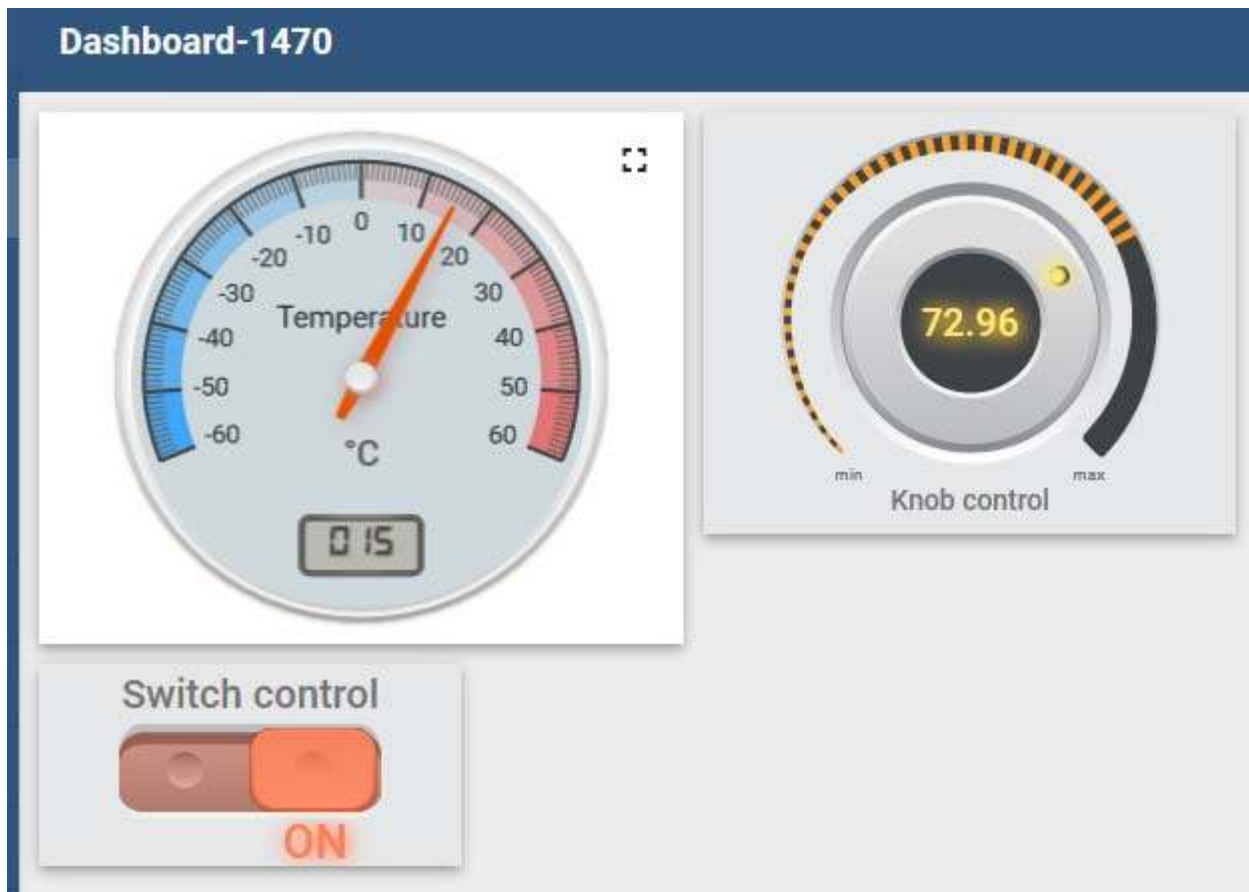 Dashboard-1470
0
-10
10
-20
20
-30
30
Temperature
-40
40
-50
50
-60
60
°C
015
72.96
min
max
Knob control
Switch control
ON